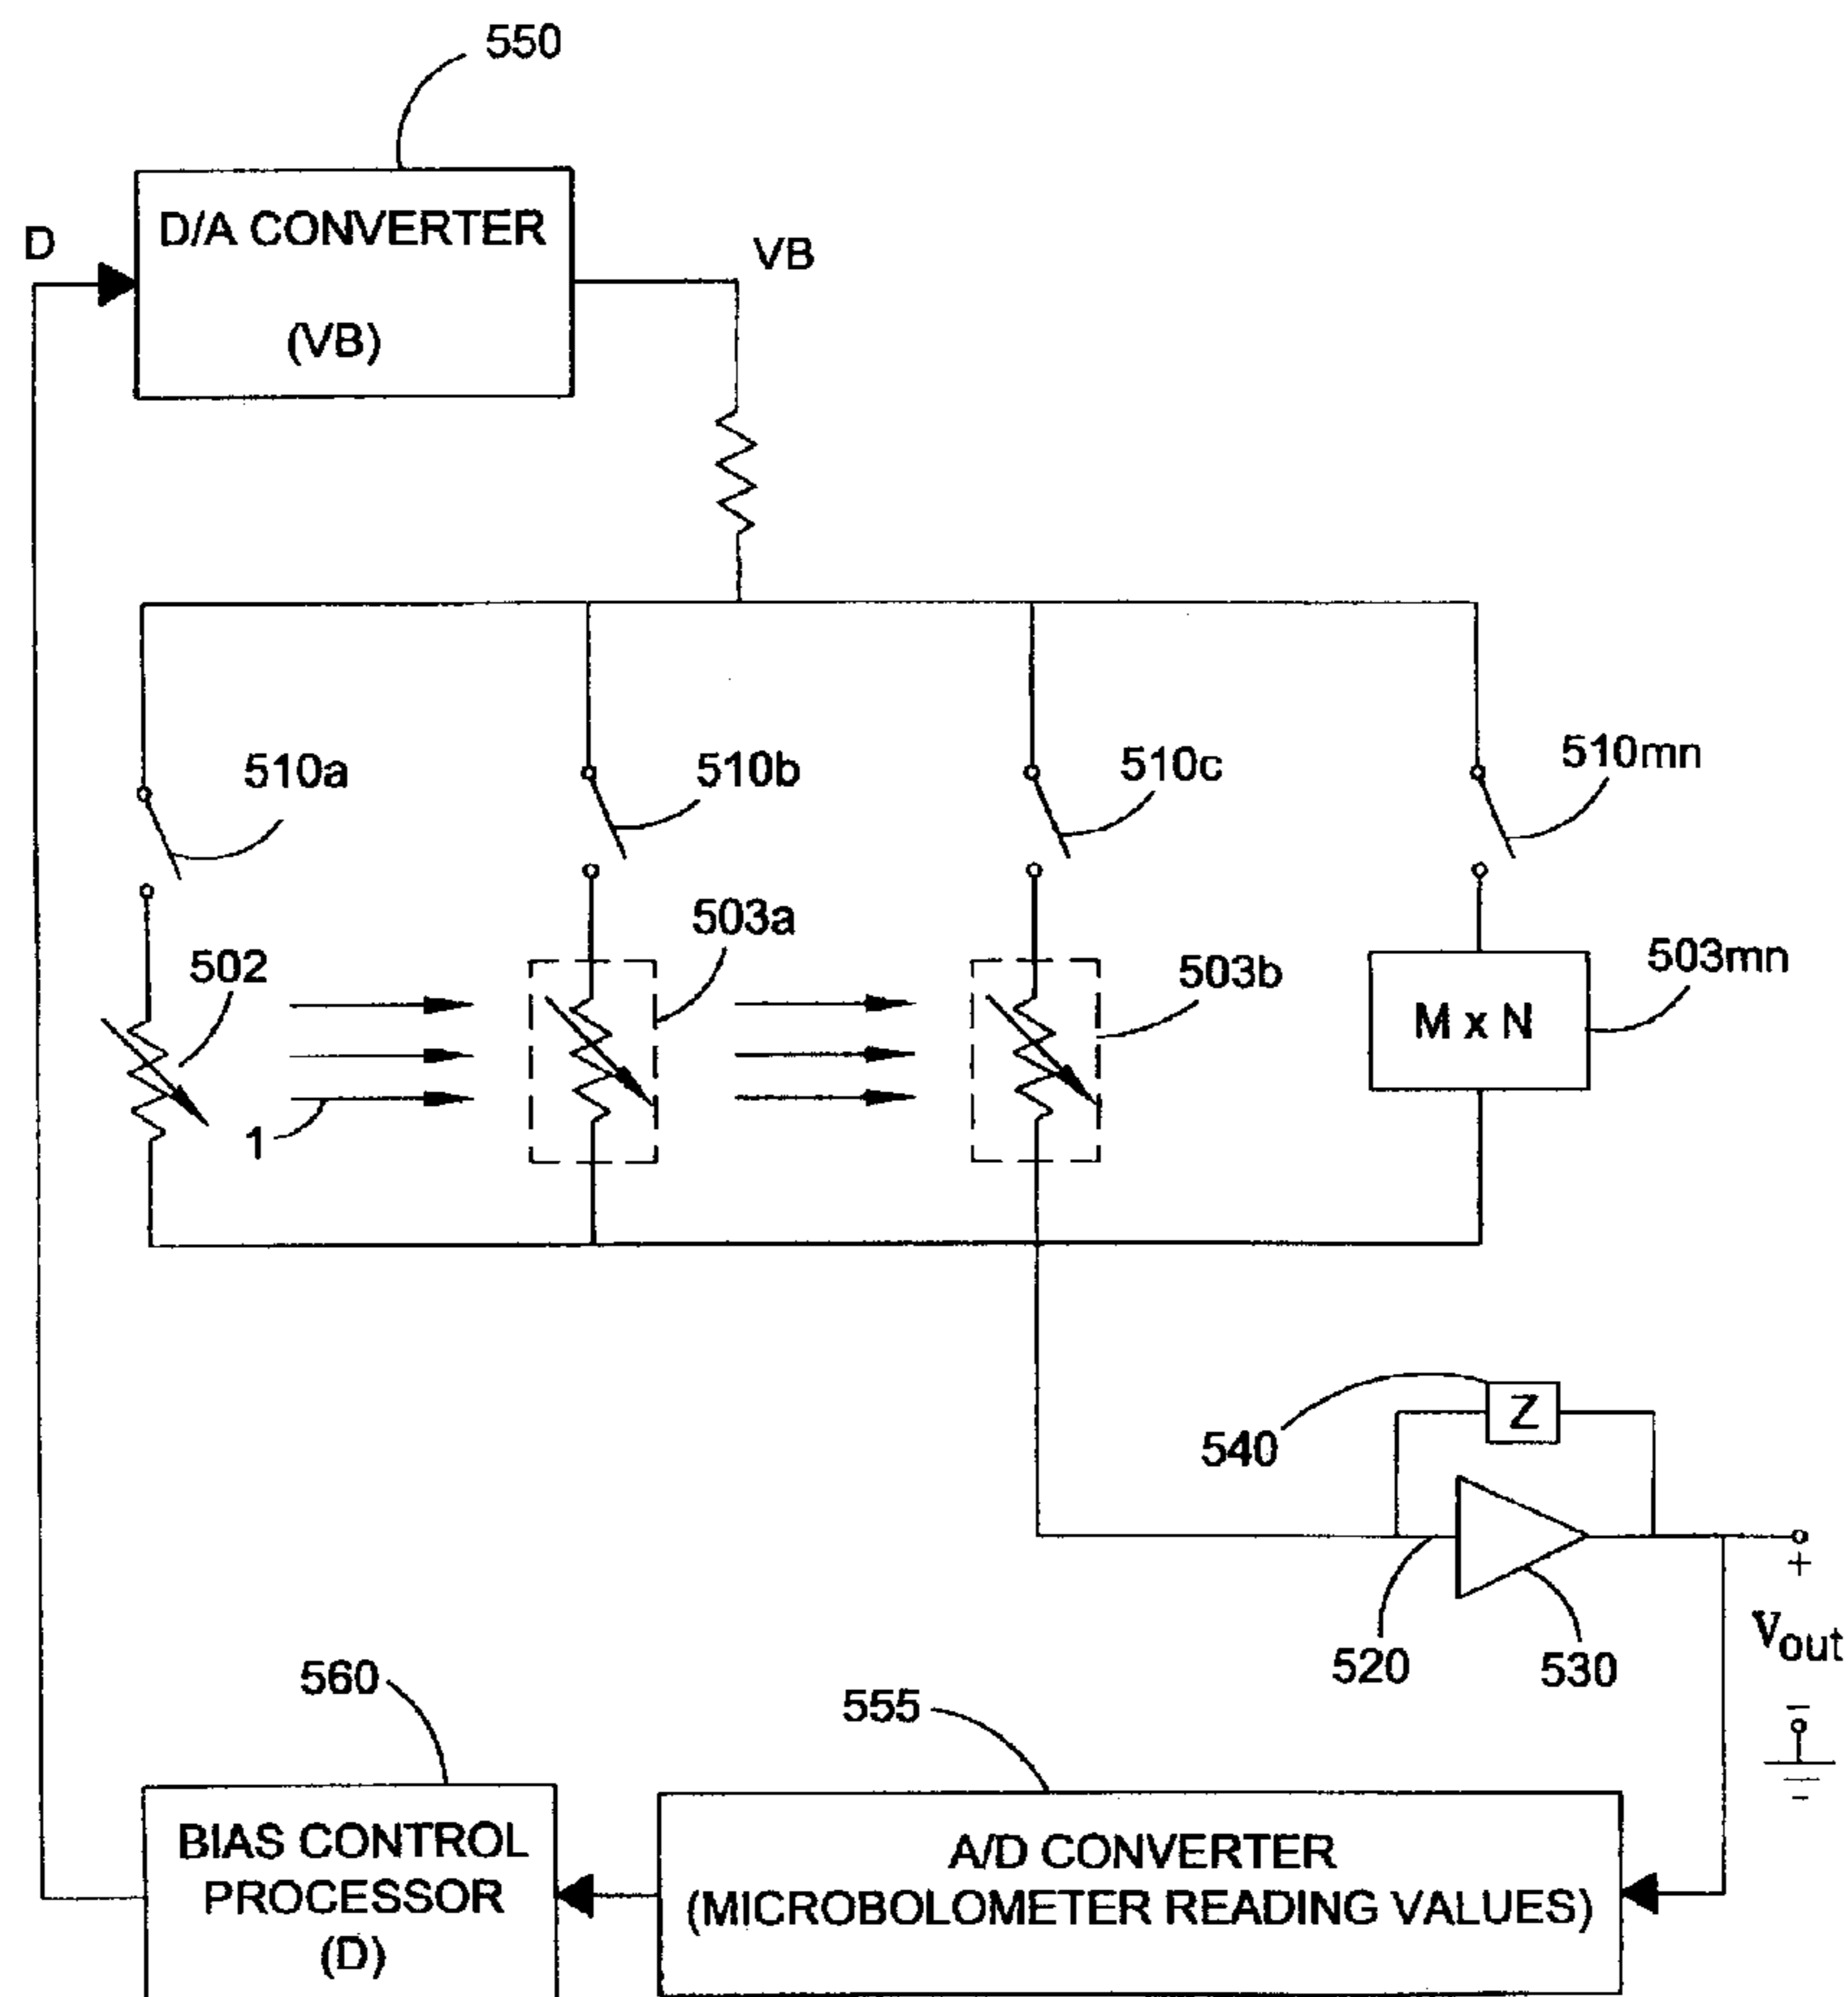 550
D
D/A CONVERTER
(VB)
VB
510a
510b
510c
510mn
502
503a
503b
503mn
M x N
1
540
Z
520
530
+
Vout
-
560
555
BIAS CONTROL
PROCESSOR
(D)
A/D CONVERTER
(MICROBOLOMETER READING VALUES)